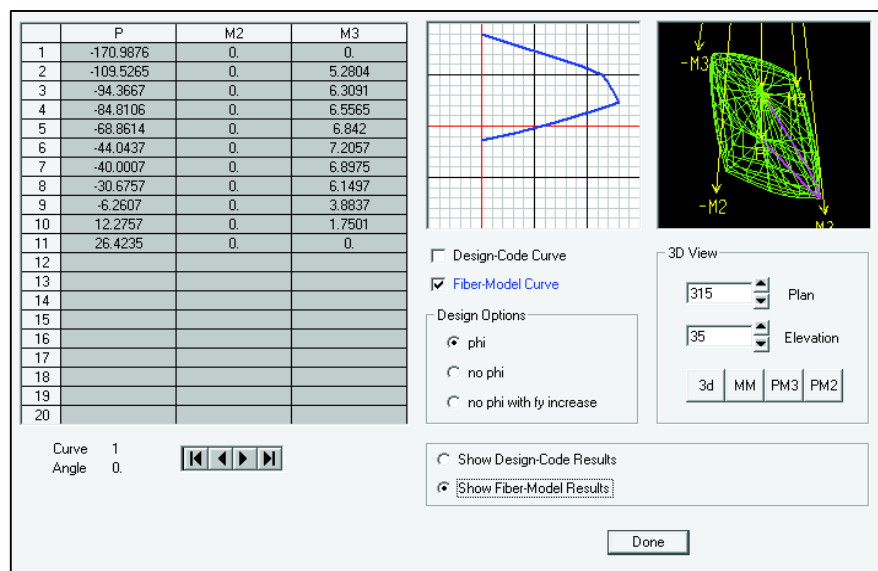 P M2 M3
1 -170.9876 0. 0.
2 -109.5265 0. 5.2804
3 -94.3667 0. 6.3091
4 -84.8106 0. 6.5565
5 -68.8614 0. 6.842
6 -44.0437 0. 7.2057
7 -40.0007 0. 6.8975
8 -30.6757 0. 6.1497
9 -6.2607 0. 3.8837
10 12.2757 0. 1.7501
11 26.4235 0. 0.
12
13
14
15
16
17
18
19
20
Curve 1
Angle 0.
Design-Code Curve
Fiber-Model Curve
Design Options
phi
no phi
no phi with fy increase
-M3
-M2
3D View
315 Plan
35 Elevation
3d MM PM3 PM2
Show Design-Code Results
Show Fiber-Model Results
Done